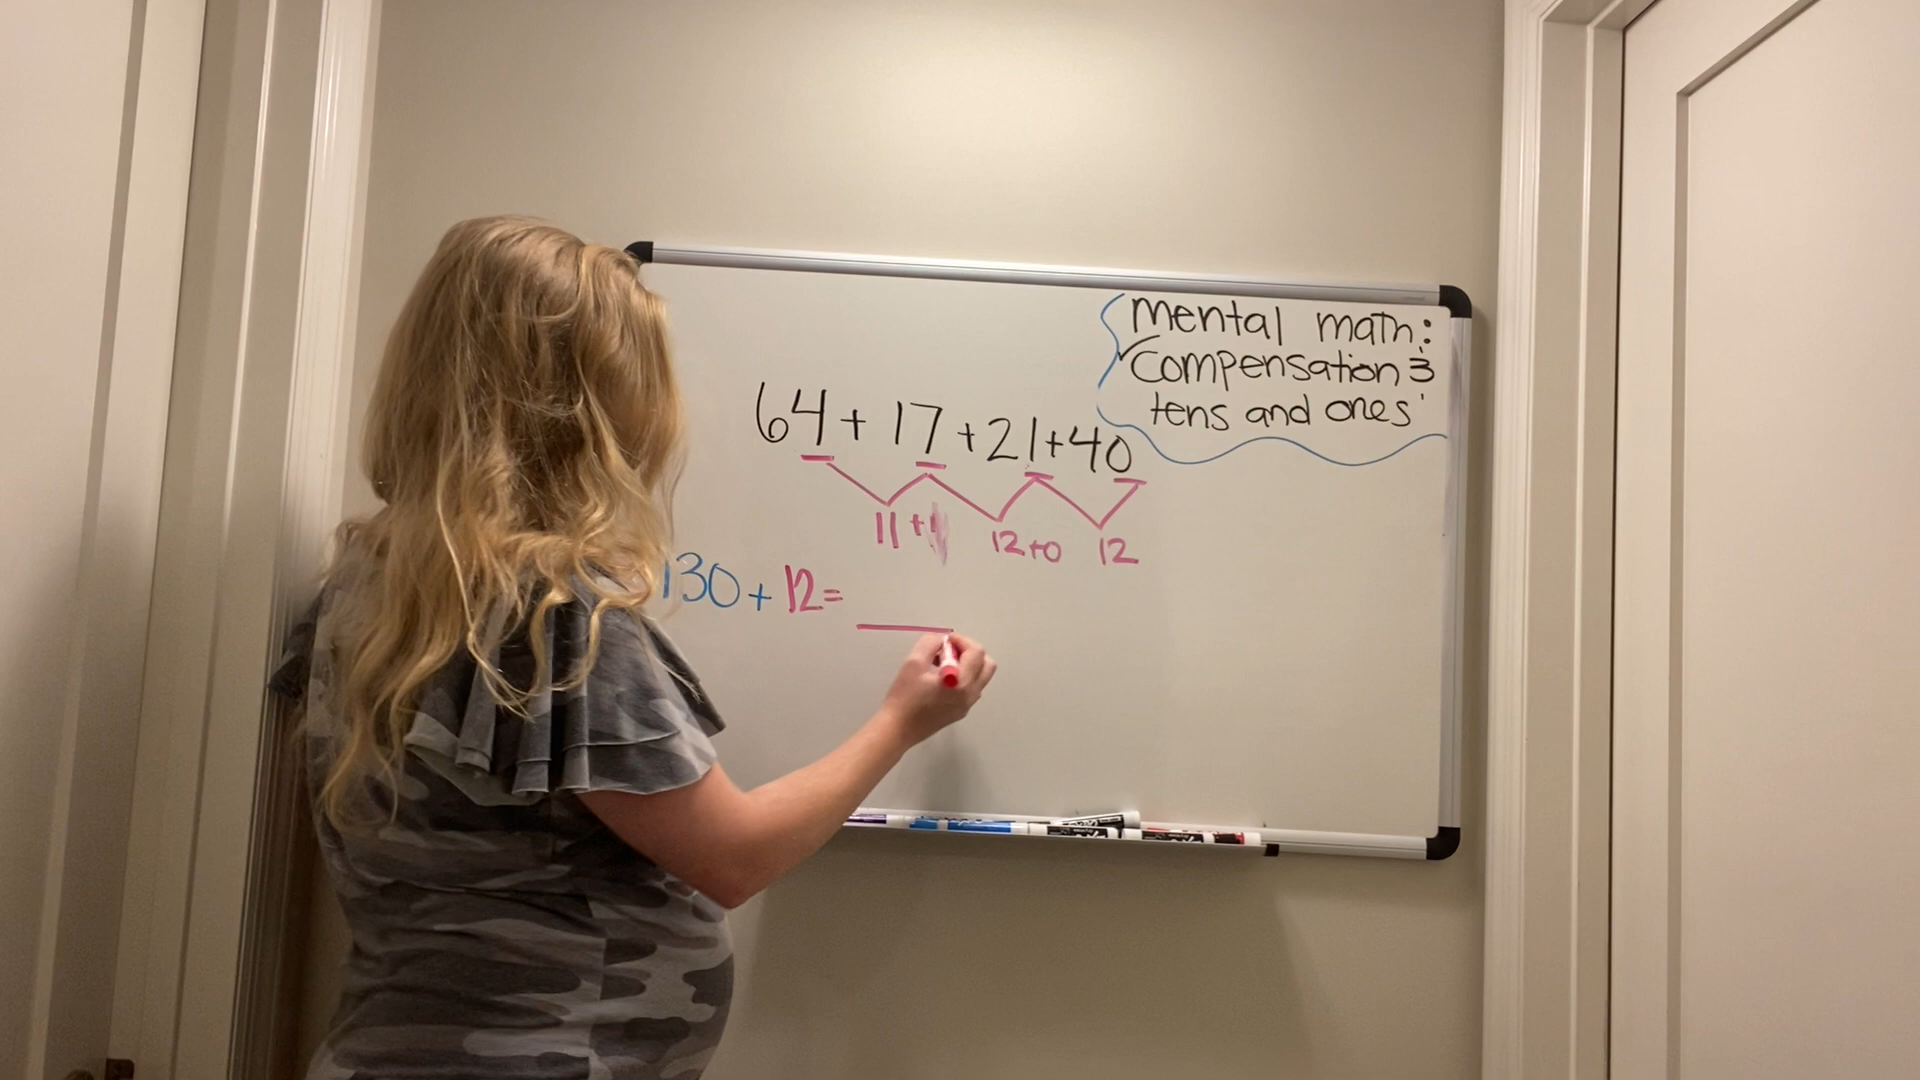 mental math:
compensation &
tens and ones
64 + 17 + 21 + 40
11 + 12 + 0 12
130 + 12 =